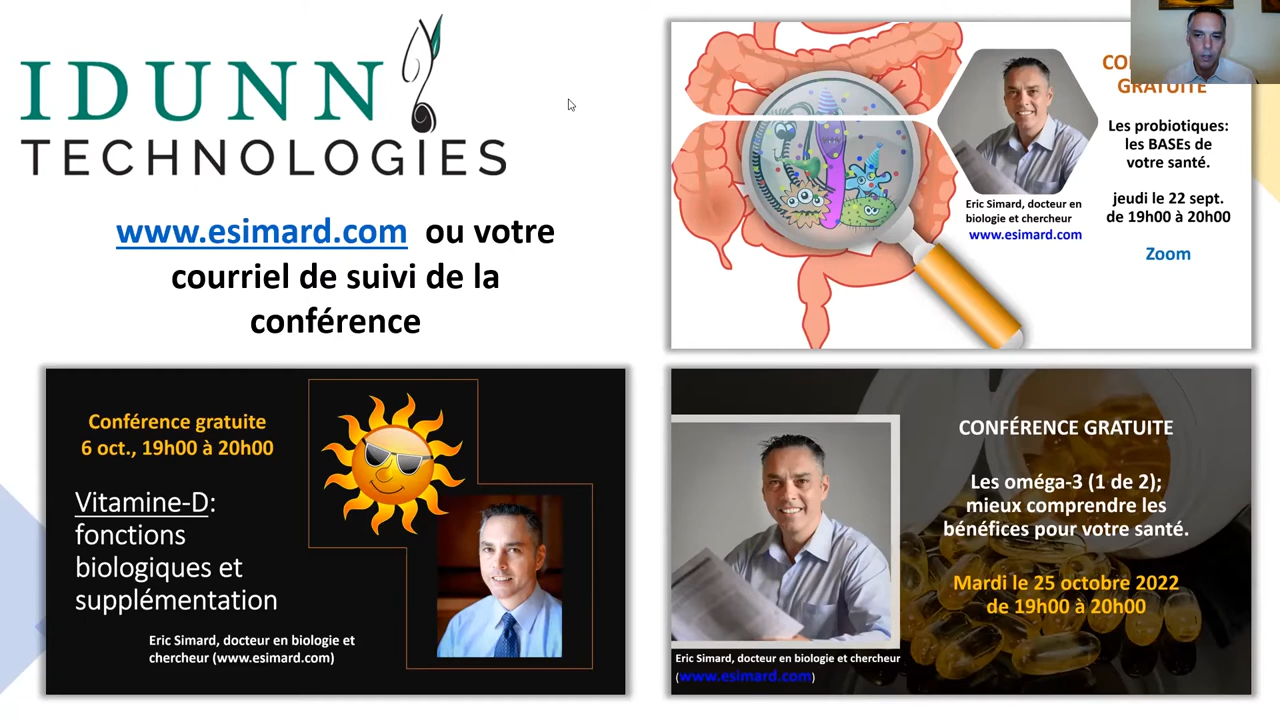 IDUNN
TECHNOLOGIES
www.esimard.com ou votre
courriel de suivi de la
conférence
GRATUITE
Les probiotiques:
les BASEs de
votre santé.
jeudi le 22 sept.
de 19h00 à 20h00
Zoom
Eric Simard, docteur en
biologie et chercheur
www.esimard.com
Conférence gratuite
6 oct., 19h00 à 20h00
Vitamine-D:
fonctions
biologiques et
supplémentation
Eric Simard, docteur en biologie et
chercheur (www.esimard.com)
CONFÉRENCE GRATUITE
Les oméga-3 (1 de 2);
mieux comprendre les
bénéfices pour votre santé.
Mardi le 25 octobre 2022
de 19h00 à 20h00
Eric Simard, docteur en biologie et chercheur
(www.esimard.com)